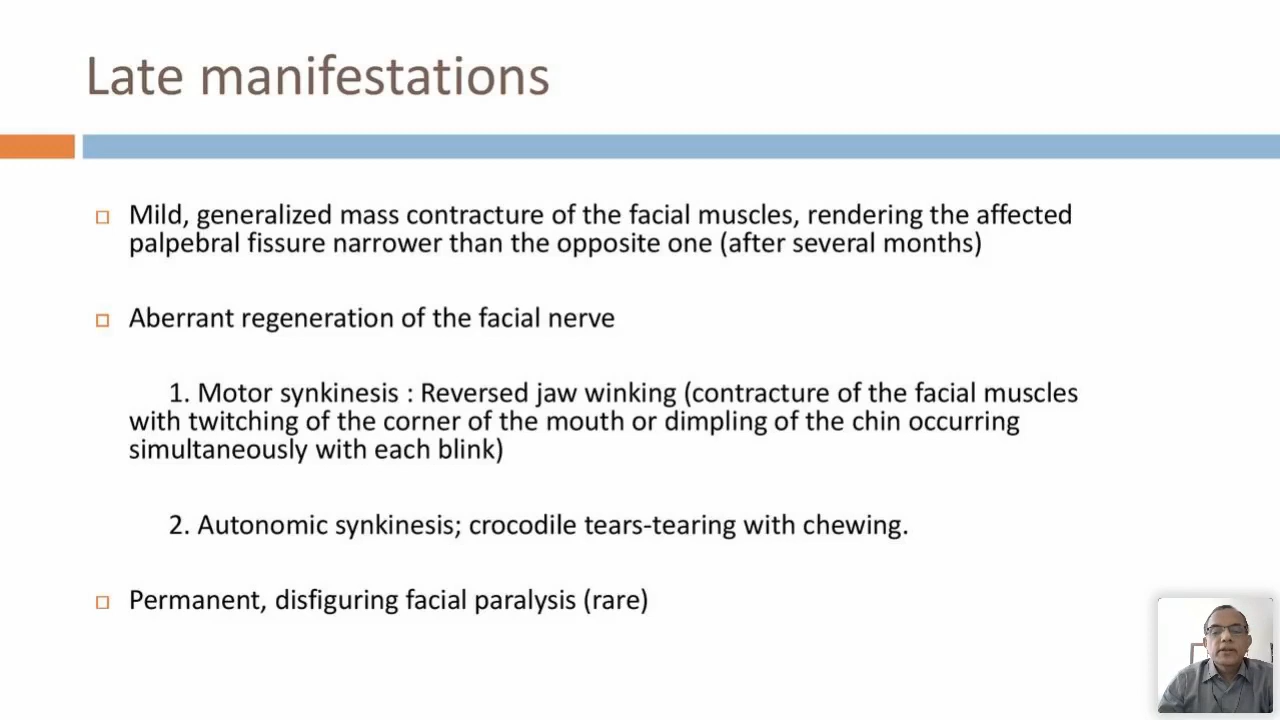 Late manifestations
Mild, generalized mass contracture of the facial muscles, rendering the affected
palpebral fissure narrower than the opposite one (after several months)
Aberrant regeneration of the facial nerve
1. Motor synkinesis : Reversed jaw winking (contracture of the facial muscles
with twitching of the corner of the mouth or dimpling of the chin occurring
simultaneously with each blink)
2. Autonomic synkinesis; crocodile tears-tearing with chewing.
Permanent, disfiguring facial paralysis (rare)